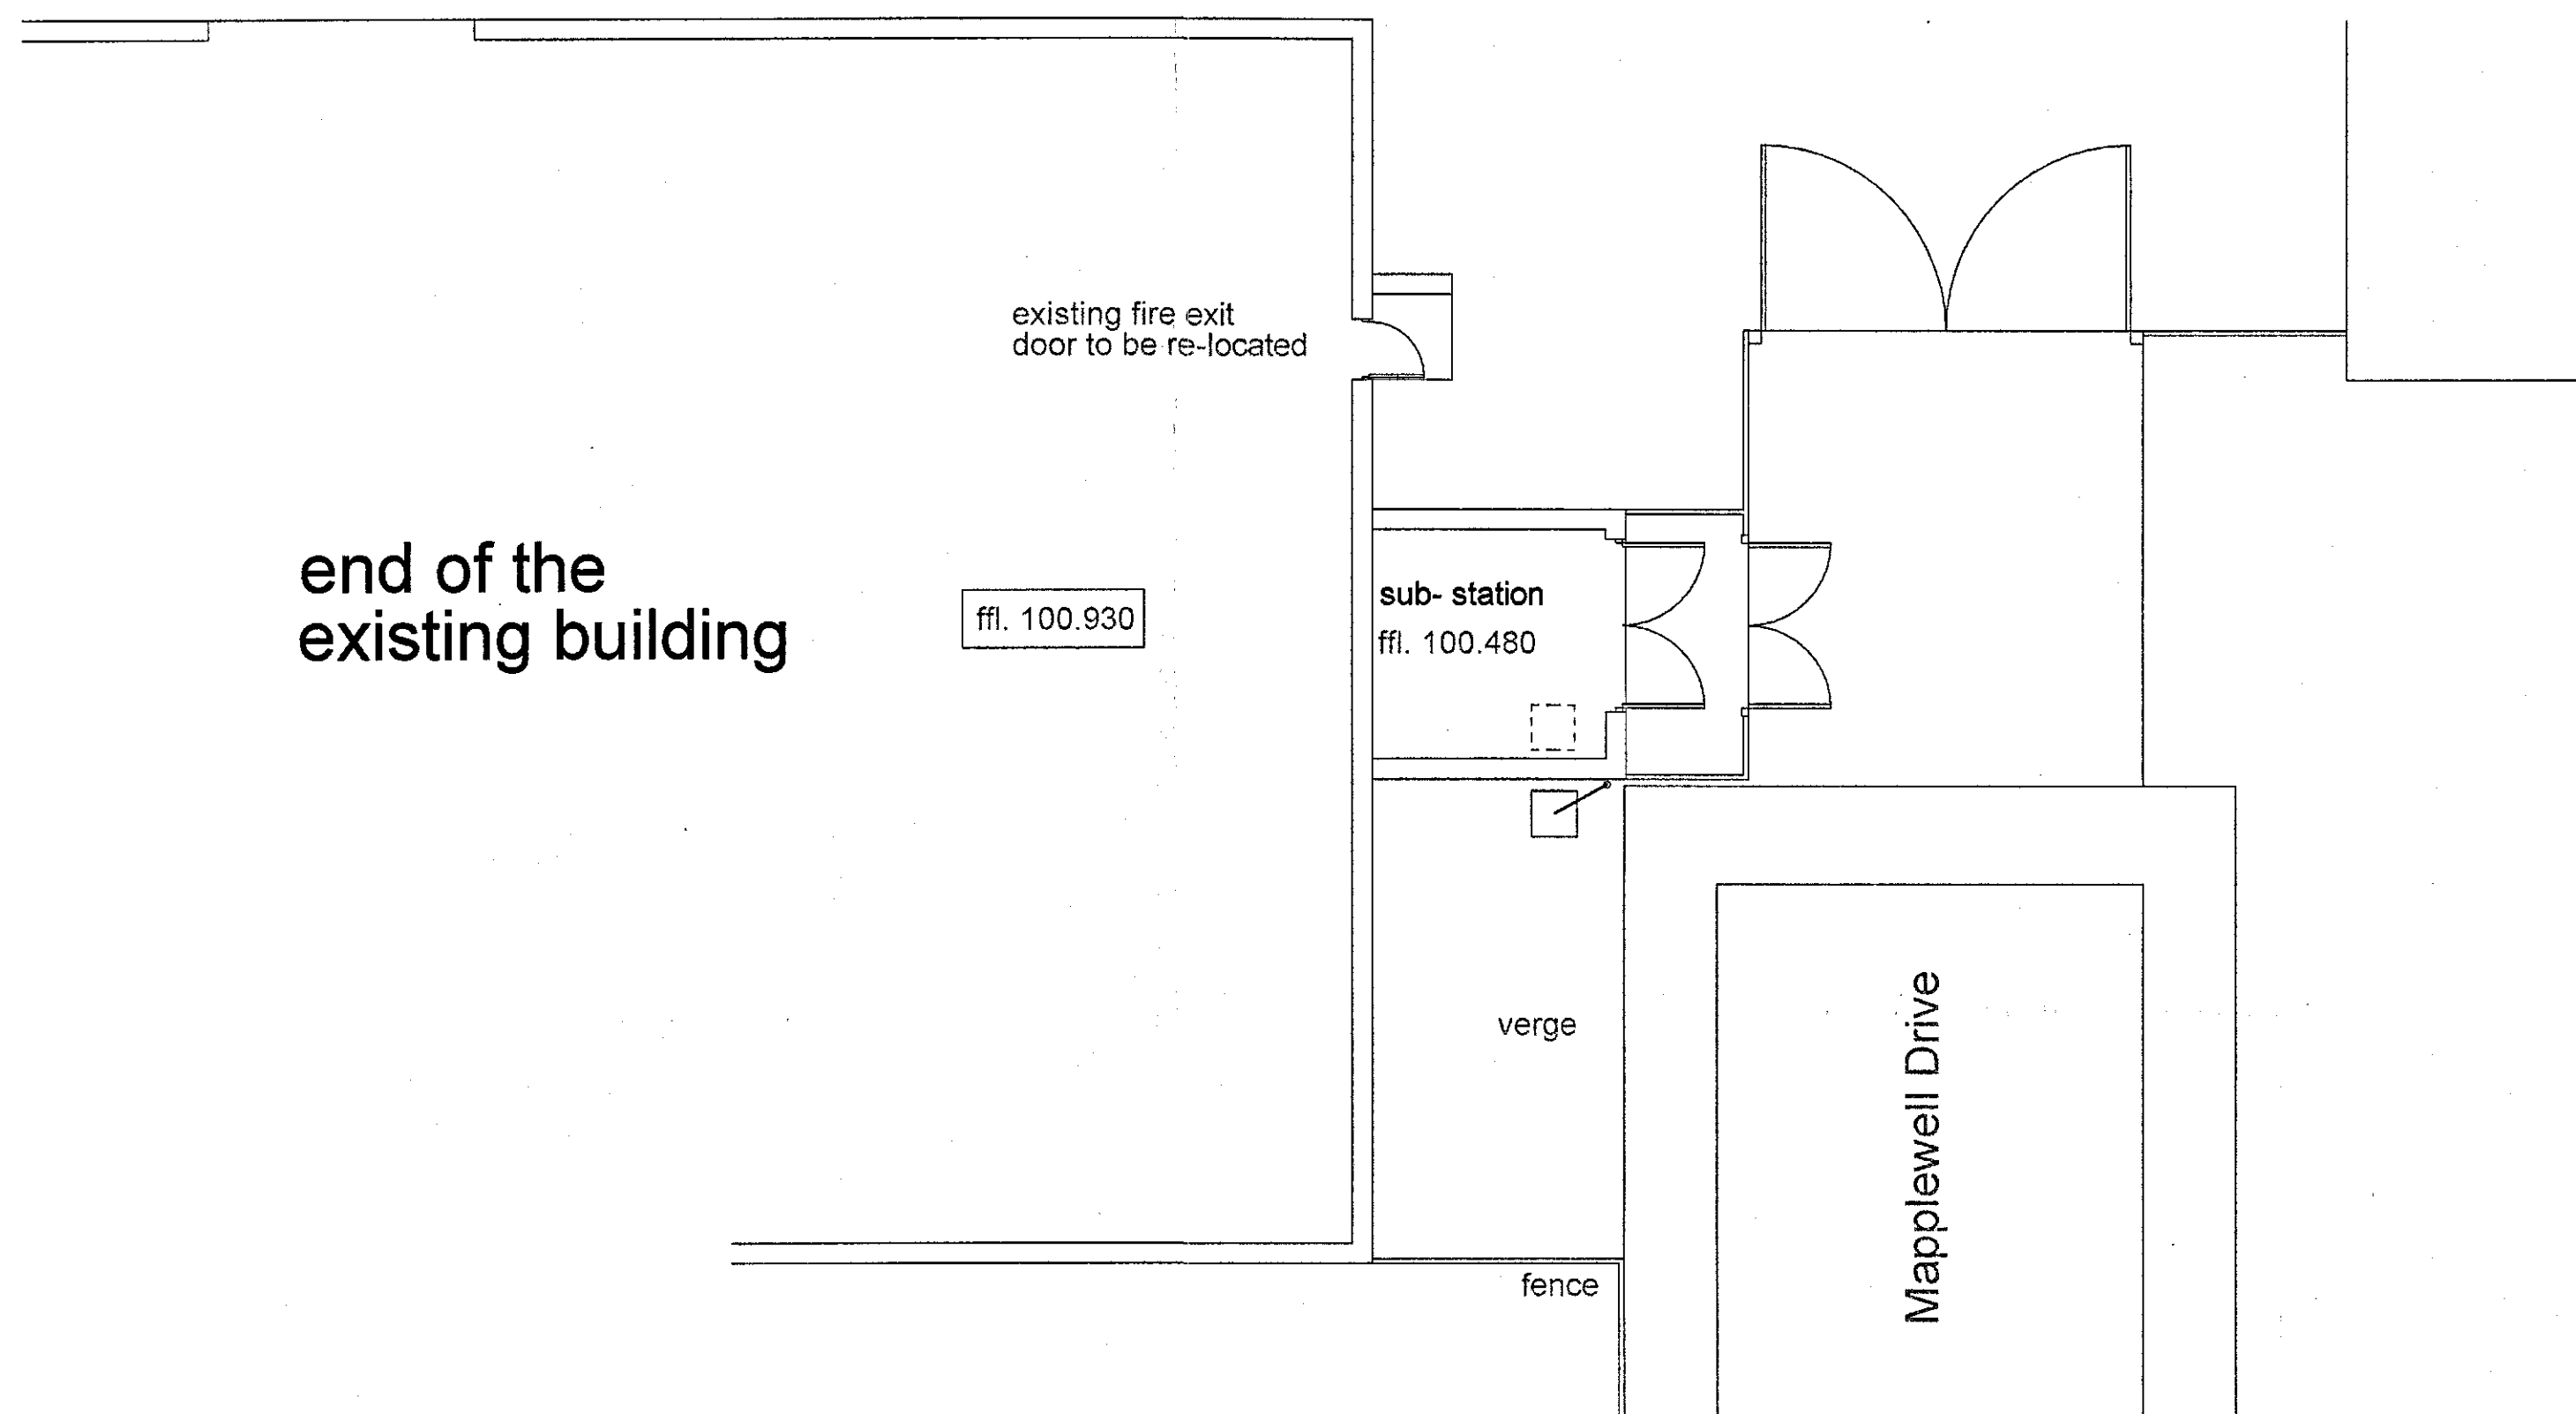 existing fire exit
door to be re-located
end of the
existing building
ffl. 100.930
sub- station
ffl. 100.480
verge
fence
Mapplewell Drive